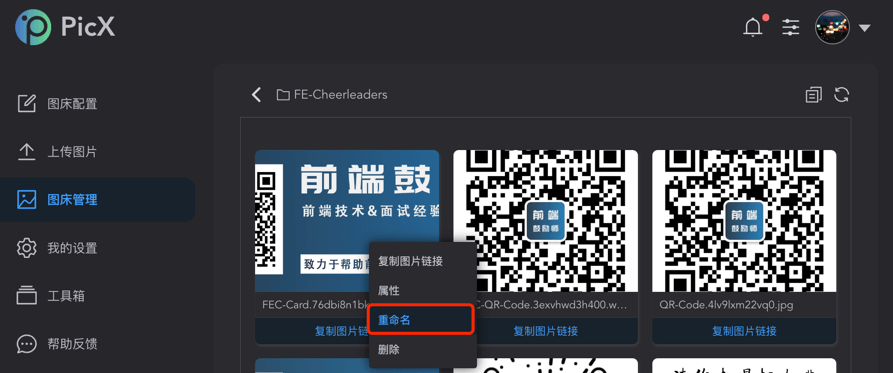 PicX
图床配置
上传图片
图床管理
我的设置
工具箱
帮助反馈
FE-Cheerleaders
前端鼓
前端技术&面试经验
致力于帮助
FEC-Card.76dbi8n1bk
复制图片链接
前端
鼓励师
C-QR-Code.3exvhwd3h400.w...
复制图片链接
前端
鼓励师
QR-Code.4lv9lxm22vq0.jpg
复制图片链接
复制图片链接
属性
重命名
删除